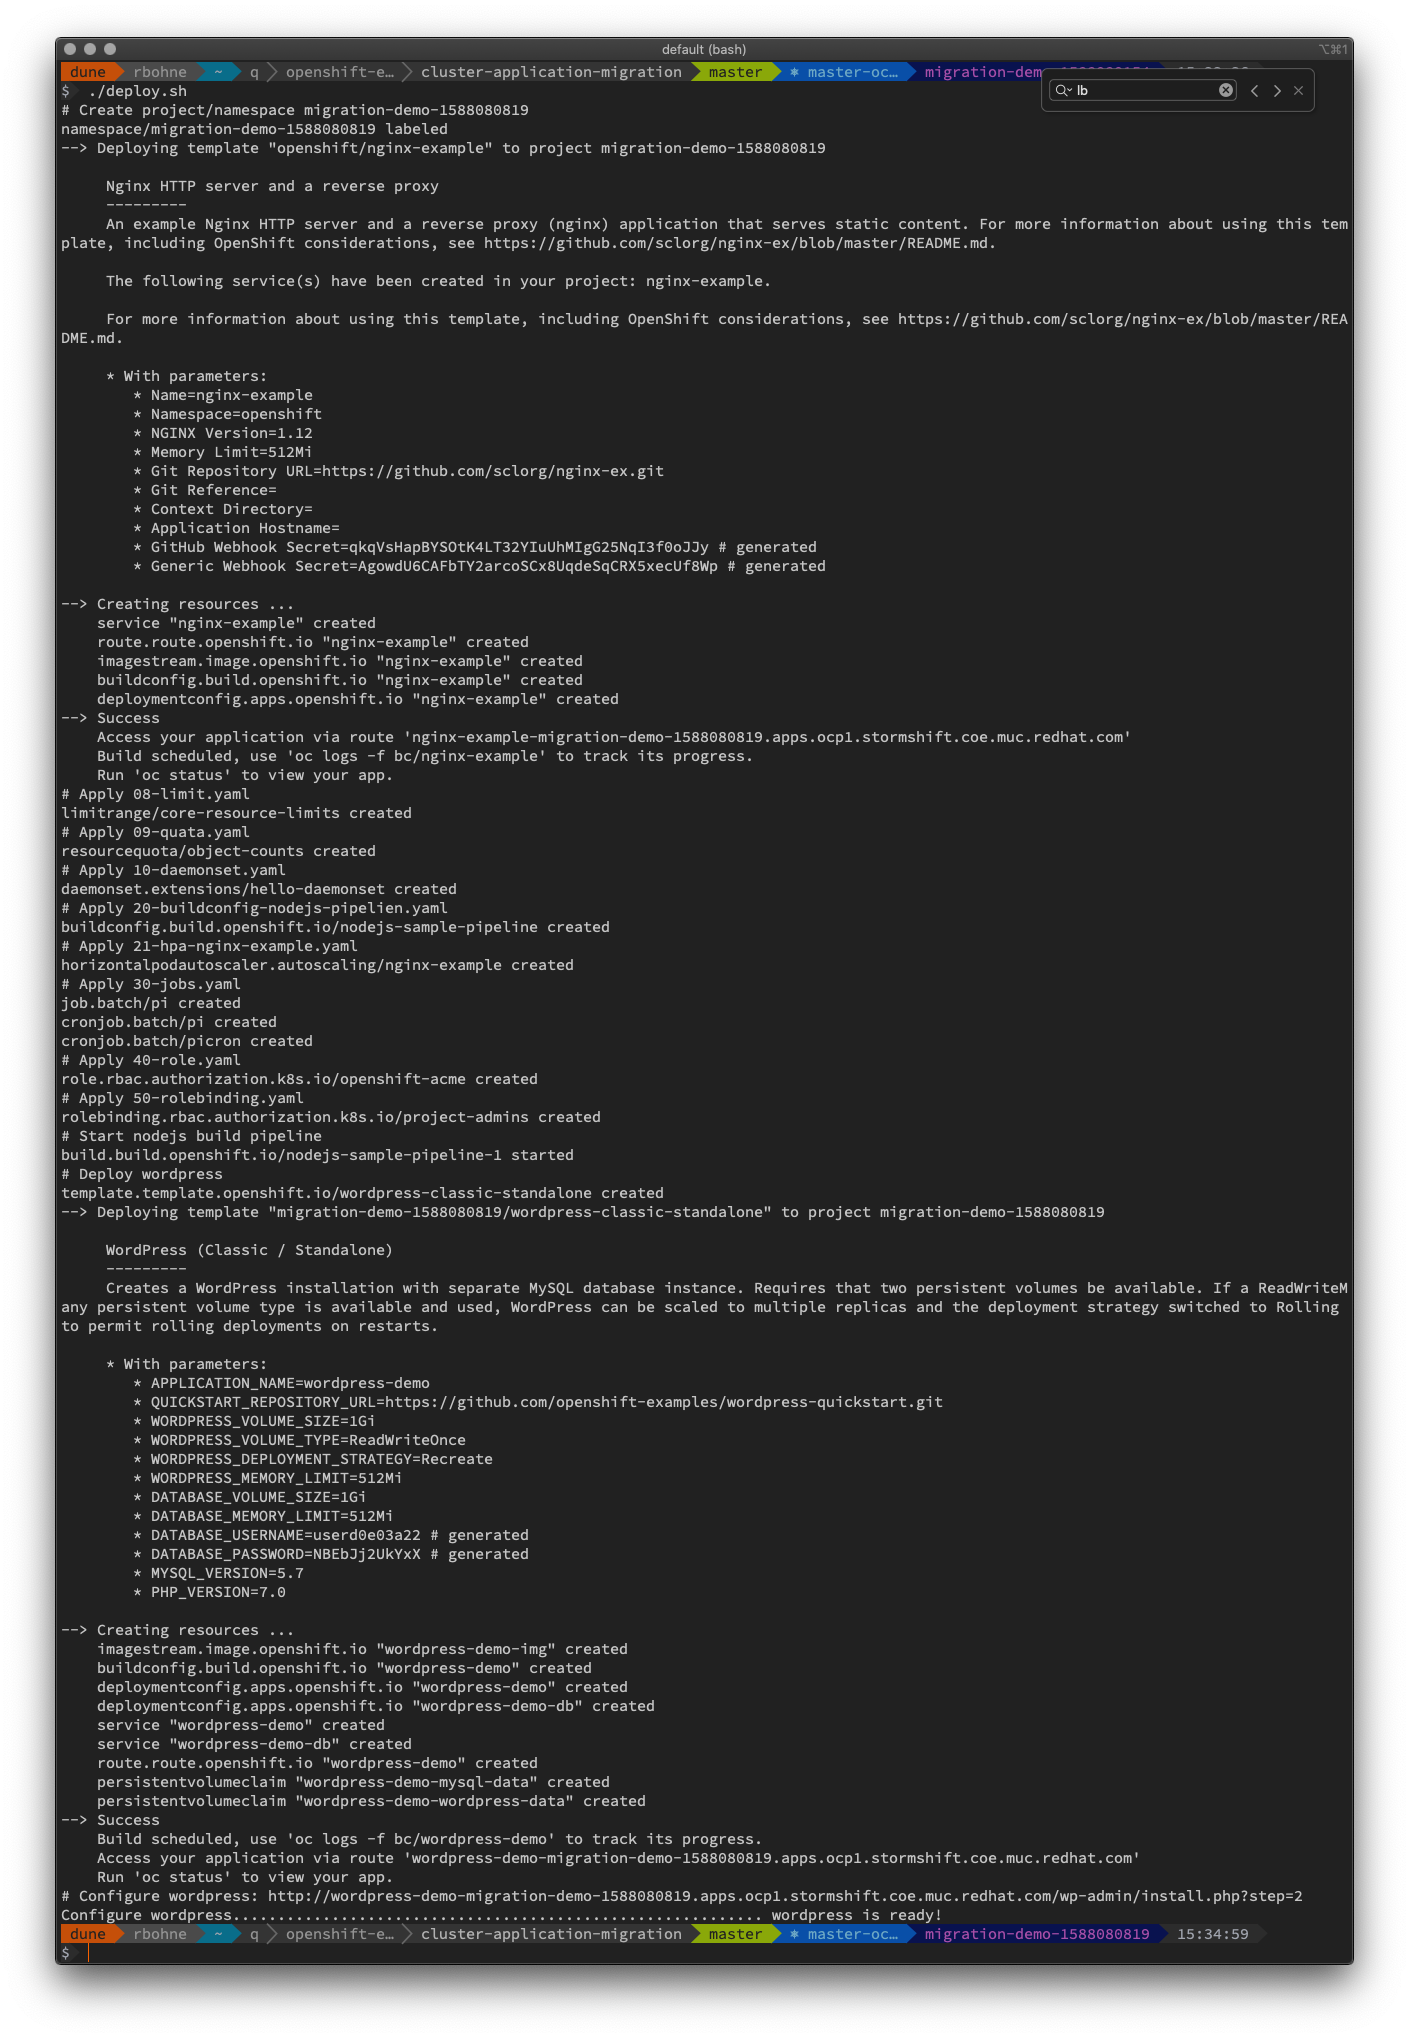 default (bash)
⌥⌘1
dune rbohne ~ q openshift-e… cluster-application-migration master * master-oc… migration-dem
lb
$ ./deploy.sh
# Create project/namespace migration-demo-1588080819
namespace/migration-demo-1588080819 labeled
--> Deploying template "openshift/nginx-example" to project migration-demo-1588080819
Nginx HTTP server and a reverse proxy
---------
An example Nginx HTTP server and a reverse proxy (nginx) application that serves static content. For more information about using this tem
plate, including OpenShift considerations, see https://github.com/sclorg/nginx-ex/blob/master/README.md.
The following service(s) have been created in your project: nginx-example.
For more information about using this template, including OpenShift considerations, see https://github.com/sclorg/nginx-ex/blob/master/REA
DME.md.
* With parameters:
* Name=nginx-example
* Namespace=openshift
* NGINX Version=1.12
* Memory Limit=512Mi
* Git Repository URL=https://github.com/sclorg/nginx-ex.git
* Git Reference=
* Context Directory=
* Application Hostname=
* GitHub Webhook Secret=qkqVsHapBYSOtK4LT32YIuUhMIgG25NqI3f0oJJy # generated
* Generic Webhook Secret=AgowdU6CAFbTY2arcoSCx8UqdeSqCRX5xecUf8Wp # generated
--> Creating resources ...
service "nginx-example" created
route.route.openshift.io "nginx-example" created
imagestream.image.openshift.io "nginx-example" created
buildconfig.build.openshift.io "nginx-example" created
deploymentconfig.apps.openshift.io "nginx-example" created
--> Success
Access your application via route 'nginx-example-migration-demo-1588080819.apps.ocp1.stormshift.coe.muc.redhat.com'
Build scheduled, use 'oc logs -f bc/nginx-example' to track its progress.
Run 'oc status' to view your app.
# Apply 08-limit.yaml
limitrange/core-resource-limits created
# Apply 09-quata.yaml
resourcequota/object-counts created
# Apply 10-daemonset.yaml
daemonset.extensions/hello-daemonset created
# Apply 20-buildconfig-nodejs-pipelien.yaml
buildconfig.build.openshift.io/nodejs-sample-pipeline created
# Apply 21-hpa-nginx-example.yaml
horizontalpodautoscaler.autoscaling/nginx-example created
# Apply 30-jobs.yaml
job.batch/pi created
cronjob.batch/pi created
cronjob.batch/picron created
# Apply 40-role.yaml
role.rbac.authorization.k8s.io/openshift-acme created
# Apply 50-rolebinding.yaml
rolebinding.rbac.authorization.k8s.io/project-admins created
# Start nodejs build pipeline
build.build.openshift.io/nodejs-sample-pipeline-1 started
# Deploy wordpress
template.template.openshift.io/wordpress-classic-standalone created
--> Deploying template "migration-demo-1588080819/wordpress-classic-standalone" to project migration-demo-1588080819
WordPress (Classic / Standalone)
---------
Creates a WordPress installation with separate MySQL database instance. Requires that two persistent volumes be available. If a ReadWriteM
any persistent volume type is available and used, WordPress can be scaled to multiple replicas and the deployment strategy switched to Rolling
to permit rolling deployments on restarts.
* With parameters:
* APPLICATION_NAME=wordpress-demo
* QUICKSTART_REPOSITORY_URL=https://github.com/openshift-examples/wordpress-quickstart.git
* WORDPRESS_VOLUME_SIZE=1Gi
* WORDPRESS_VOLUME_TYPE=ReadWriteOnce
* WORDPRESS_DEPLOYMENT_STRATEGY=Recreate
* WORDPRESS_MEMORY_LIMIT=512Mi
* DATABASE_VOLUME_SIZE=1Gi
* DATABASE_MEMORY_LIMIT=512Mi
* DATABASE_USERNAME=userd0e03a22 # generated
* DATABASE_PASSWORD=NBEbJj2UkYxX # generated
* MYSQL_VERSION=5.7
* PHP_VERSION=7.0
--> Creating resources ...
imagestream.image.openshift.io "wordpress-demo-img" created
buildconfig.build.openshift.io "wordpress-demo" created
deploymentconfig.apps.openshift.io "wordpress-demo" created
deploymentconfig.apps.openshift.io "wordpress-demo-db" created
service "wordpress-demo" created
service "wordpress-demo-db" created
route.route.openshift.io "wordpress-demo" created
persistentvolumeclaim "wordpress-demo-mysql-data" created
persistentvolumeclaim "wordpress-demo-wordpress-data" created
--> Success
Build scheduled, use 'oc logs -f bc/wordpress-demo' to track its progress.
Access your application via route 'wordpress-demo-migration-demo-1588080819.apps.ocp1.stormshift.coe.muc.redhat.com'
Run 'oc status' to view your app.
# Configure wordpress: http://wordpress-demo-migration-demo-1588080819.apps.ocp1.stormshift.coe.muc.redhat.com/wp-admin/install.php?step=2
Configure wordpress........................................................... wordpress is ready!
dune rbohne ~ q openshift-e… cluster-application-migration master * master-oc… migration-demo-1588080819 15:34:59
$